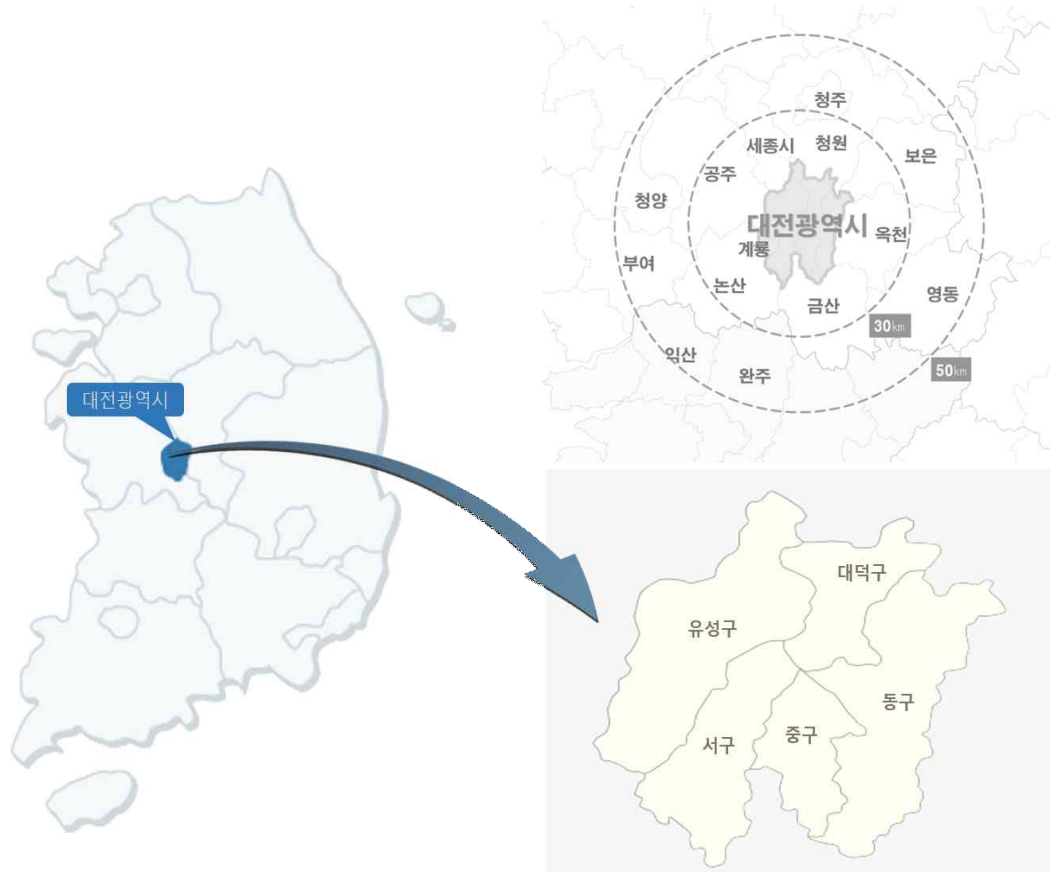 대전광역시
청주
세종시
청원
보은
공주
청양
대전광역시
옥천
계룡
부여
논산
영동
금산
30km
익산
완주
50km
대덕구
유성구
동구
서구
중구